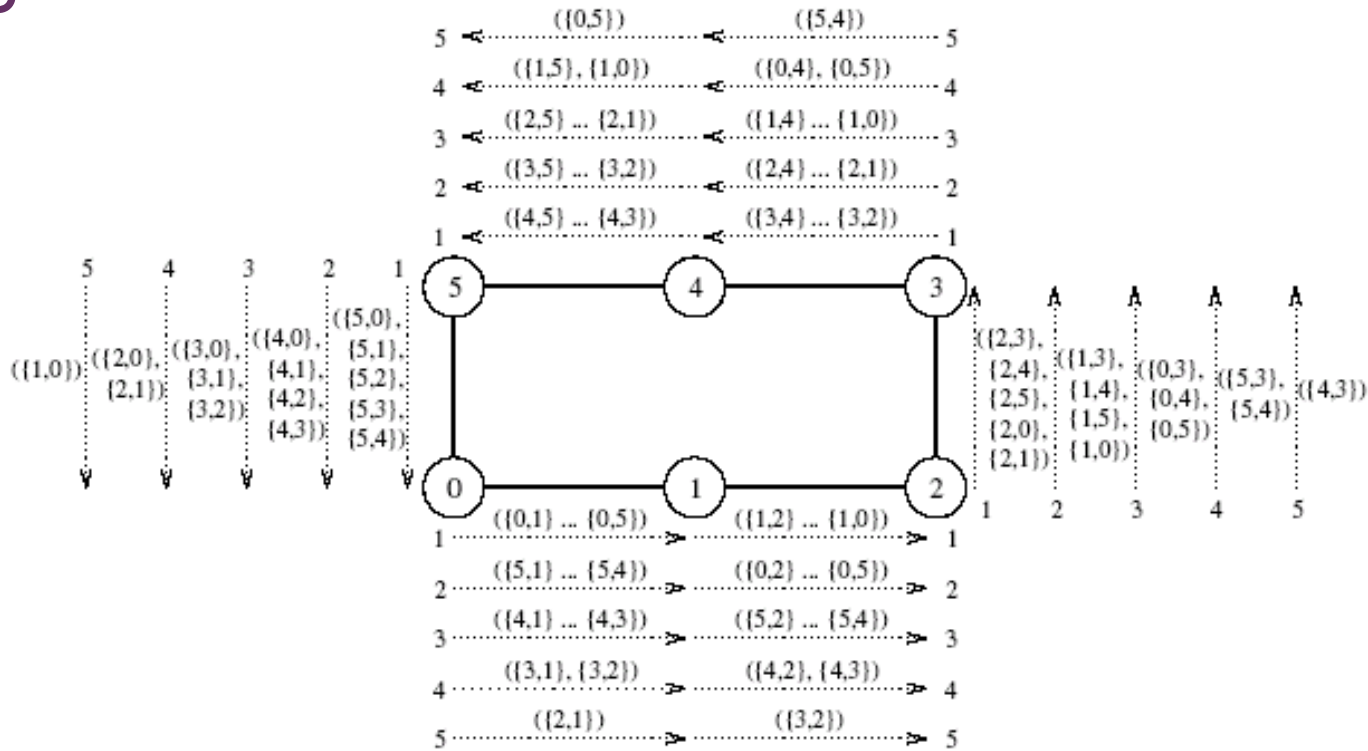 5 ({0,5}) ({5,4}) 5
4 ({1,5}, {1,0}) ({0,4}, {0,5}) 4
3 ({2,5} ... {2,1}) ({1,4} ... {1,0}) 3
2 ({3,5} ... {3,2}) ({2,4} ... {2,1}) 2
1 ({4,5} ... {4,3}) ({3,4} ... {3,2}) 1
5 4 3 2 1
5 4 3
({1,0})
({2,0},
{2,1})
({3,0},
{3,1},
{3,2})
({4,0},
{4,1},
{4,2},
{4,3})
({5,0},
{5,1},
{5,2},
{5,3},
{5,4})
({2,3},
{2,4},
{2,5},
{2,0},
{2,1})
({1,3},
{1,4},
{1,5},
{1,0})
({0,3},
{0,4},
{0,5})
({5,3},
{5,4})
({4,3})
0 1 2
1 2 3 4 5
1 ({0,1} ... {0,5}) ({1,2} ... {1,0}) 1
2 ({5,1} ... {5,4}) ({0,2} ... {0,5}) 2
3 ({4,1} ... {4,3}) ({5,2} ... {5,4}) 3
4 ({3,1}, {3,2}) ({4,2}, {4,3}) 4
5 ({2,1}) ({3,2}) 5